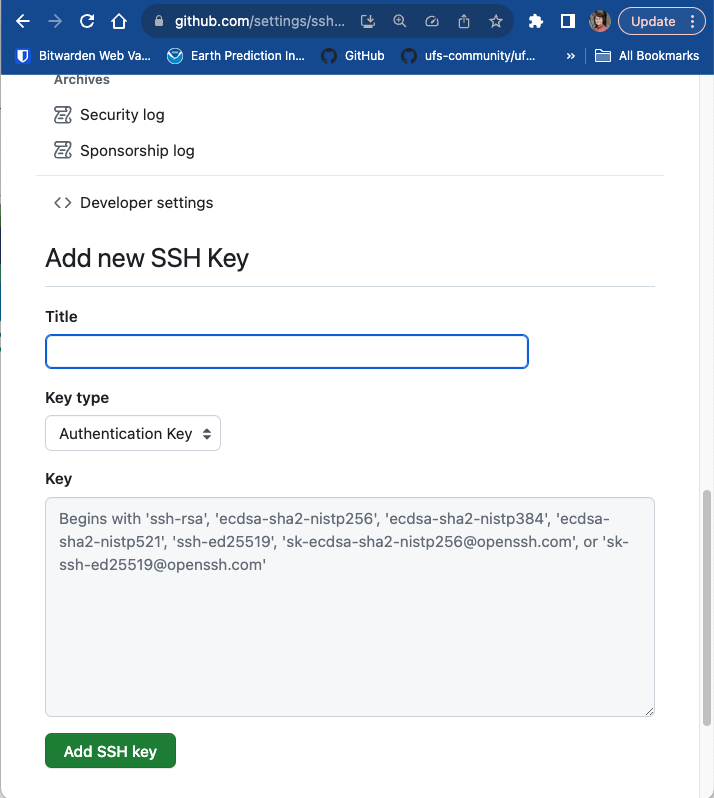 github.com/settings/ssh...
Update
Bitwarden Web Va...
Earth Prediction In...
GitHub
ufs-community/uf...
»
All Bookmarks
Archives
Security log
Sponsorship log
Developer settings
Add new SSH Key
Title
Key type
Authentication Key
Key
Begins with 'ssh-rsa', 'ecdsa-sha2-nistp256', 'ecdsa-sha2-nistp384', 'ecdsa-
sha2-nistp521', 'ssh-ed25519', 'sk-ecdsa-sha2-nistp256@openssh.com', or 'sk-
ssh-ed25519@openssh.com'
Add SSH key